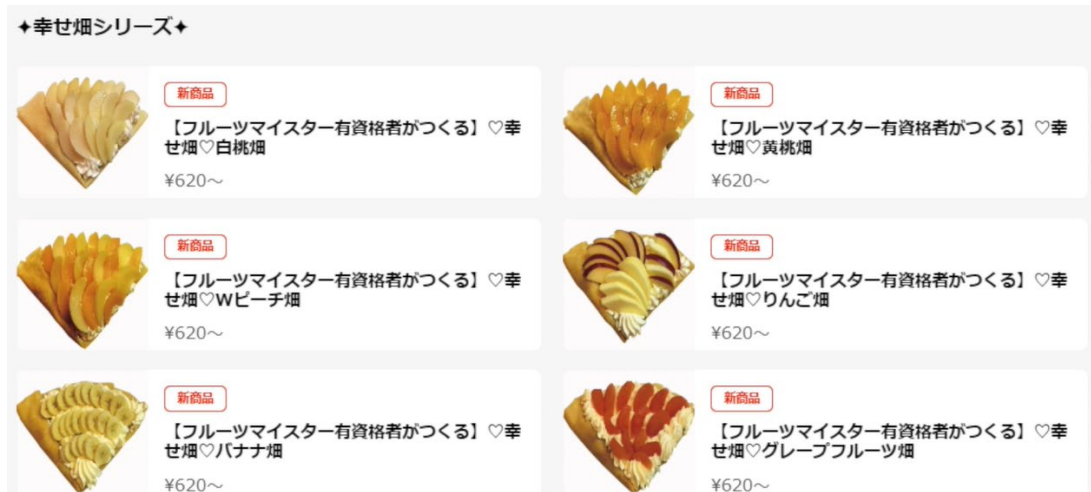 ✦幸せ畑シリーズ✦
新商品
【フルーツマイスター有資格者がつくる】♡幸
せ畑♡白桃畑
¥620～
新商品
【フルーツマイスター有資格者がつくる】♡幸
せ畑♡黄桃畑
¥620～
新商品
【フルーツマイスター有資格者がつくる】♡幸
せ畑♡Wピーチ畑
¥620～
新商品
【フルーツマイスター有資格者がつくる】♡幸
せ畑♡りんご畑
¥620～
新商品
【フルーツマイスター有資格者がつくる】♡幸
せ畑♡バナナ畑
¥620～
新商品
【フルーツマイスター有資格者がつくる】♡幸
せ畑♡グレープフルーツ畑
¥620～